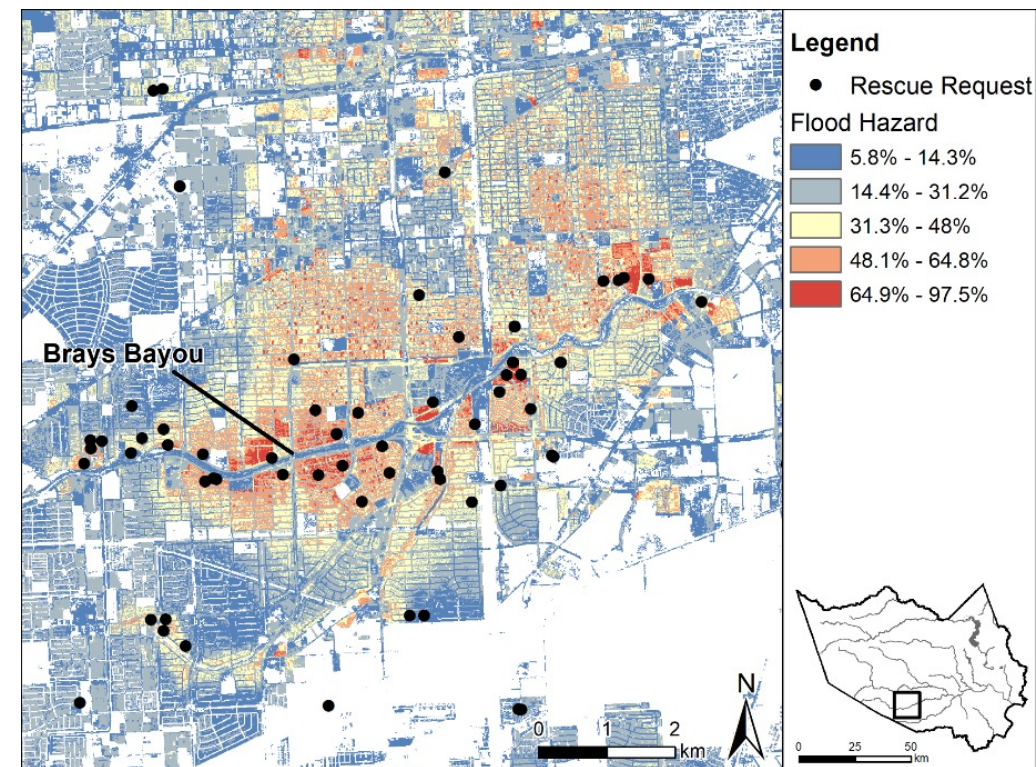 Legend
Rescue Request
Flood Hazard
5.8% - 14.3%
14.4% - 31.2%
31.3% - 48%
48.1% - 64.8%
64.9% - 97.5%
Brays Bayou
N
0 1 2
km
0 25 50
km